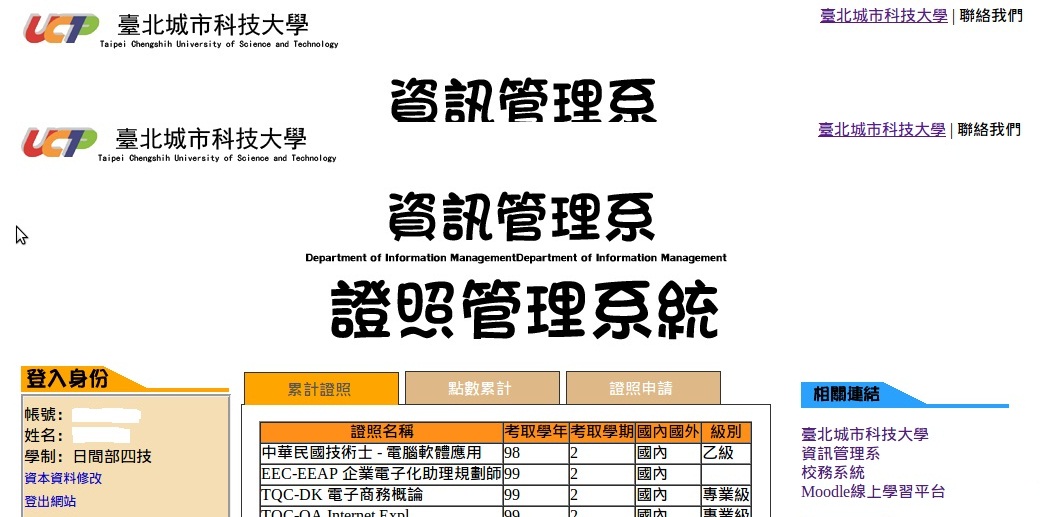 UCTP 臺北城市科技大學
Taipei Chengshih University of Science and Technology
臺北城市科技大學 | 聯絡我們
資訊管理系
UCTP 臺北城市科技大學
Taipei Chengshih University of Science and Technology
臺北城市科技大學 | 聯絡我們
資訊管理系
Department of Information ManagementDepartment of Information Management
證照管理系統
登入身份
帳號:
姓名:
學制: 日間部四技
資本資料修改
登出網站
累計證照 點數累計 證照申請
證照名稱 考取學年 考取學期 國內國外 級別
中華民國技術士 - 電腦軟體應用 98 2 國內 乙級
EEC-EEAP 企業電子化助理規劃師 99 2 國內
TQC-DK 電子商務概論 99 2 國內 專業級
TQC-OA Internet Expl 99 2 國內 專業級
相關連結
臺北城市科技大學
資訊管理系
校務系統
Moodle線上學習平台